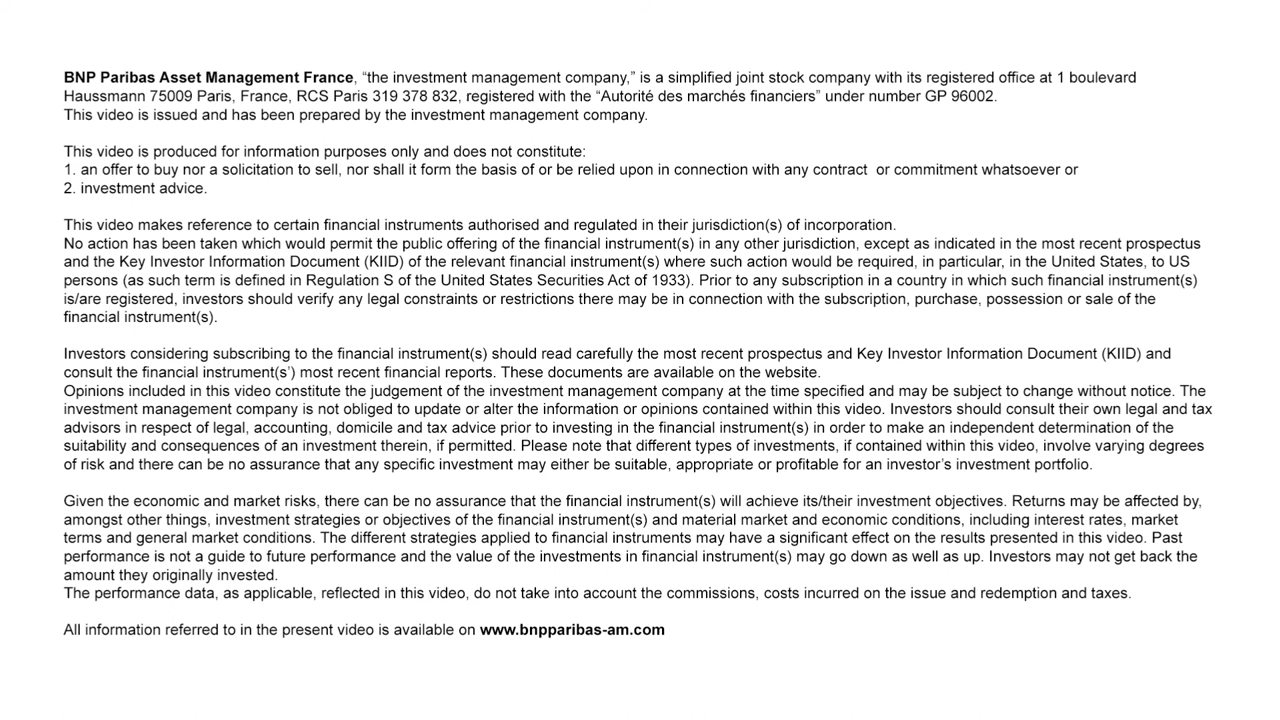 BNP Paribas Asset Management France, “the investment management company,” is a simplified joint stock company with its registered office at 1 boulevard
Haussmann 75009 Paris, France, RCS Paris 319 378 832, registered with the “Autorité des marchés financiers” under number GP 96002.
This video is issued and has been prepared by the investment management company.
This video is produced for information purposes only and does not constitute:
1. an offer to buy nor a solicitation to sell, nor shall it form the basis of or be relied upon in connection with any contract  or commitment whatsoever or
2. investment advice.
This video makes reference to certain financial instruments authorised and regulated in their jurisdiction(s) of incorporation.
No action has been taken which would permit the public offering of the financial instrument(s) in any other jurisdiction, except as indicated in the most recent prospectus
and the Key Investor Information Document (KIID) of the relevant financial instrument(s) where such action would be required, in particular, in the United States, to US
persons (as such term is defined in Regulation S of the United States Securities Act of 1933). Prior to any subscription in a country in which such financial instrument(s)
is/are registered, investors should verify any legal constraints or restrictions there may be in connection with the subscription, purchase, possession or sale of the
financial instrument(s).
Investors considering subscribing to the financial instrument(s) should read carefully the most recent prospectus and Key Investor Information Document (KIID) and
consult the financial instrument(s’) most recent financial reports. These documents are available on the website.
Opinions included in this video constitute the judgement of the investment management company at the time specified and may be subject to change without notice. The
investment management company is not obliged to update or alter the information or opinions contained within this video. Investors should consult their own legal and tax
advisors in respect of legal, accounting, domicile and tax advice prior to investing in the financial instrument(s) in order to make an independent determination of the
suitability and consequences of an investment therein, if permitted. Please note that different types of investments, if contained within this video, involve varying degrees
of risk and there can be no assurance that any specific investment may either be suitable, appropriate or profitable for an investor’s investment portfolio.
Given the economic and market risks, there can be no assurance that the financial instrument(s) will achieve its/their investment objectives. Returns may be affected by,
amongst other things, investment strategies or objectives of the financial instrument(s) and material market and economic conditions, including interest rates, market
terms and general market conditions. The different strategies applied to financial instruments may have a significant effect on the results presented in this video. Past
performance is not a guide to future performance and the value of the investments in financial instrument(s) may go down as well as up. Investors may not get back the
amount they originally invested.
The performance data, as applicable, reflected in this video, do not take into account the commissions, costs incurred on the issue and redemption and taxes.
All information referred to in the present video is available on www.bnpparibas-am.com